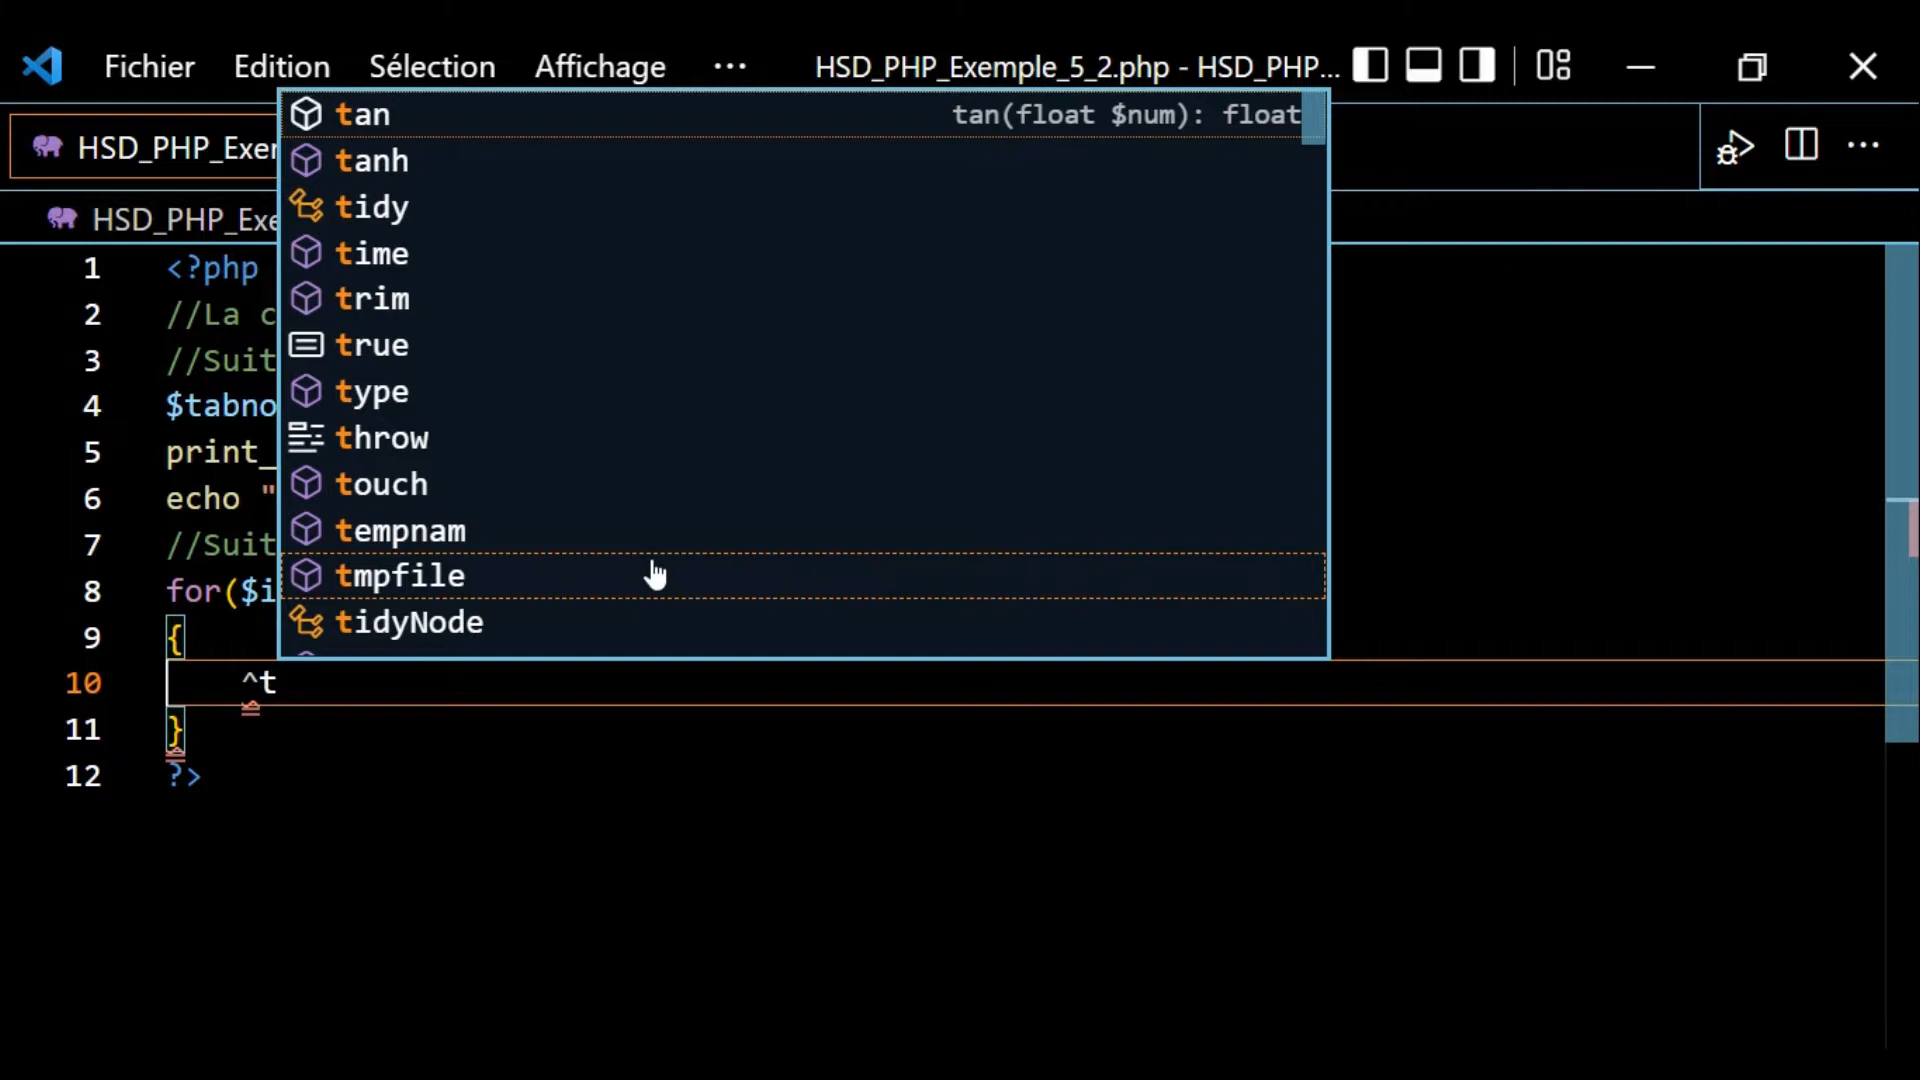 Fichier Edition Sélection Affichage ··· HSD_PHP_Exemple_5_2.php - HSD_PHP...
HSD_PHP_Exer
HSD_PHP_Exe
tan tan(float $num): float
tanh
tidy
time
trim
true
type
throw
touch
tempnam
tmpfile
tidyNode
1 <?php
2 //La c
3 //Suit
4 $tabno
5 print_
6 echo "
7 //Suit
8 for($i
9 {
10 ^t
11 }
12 ?>